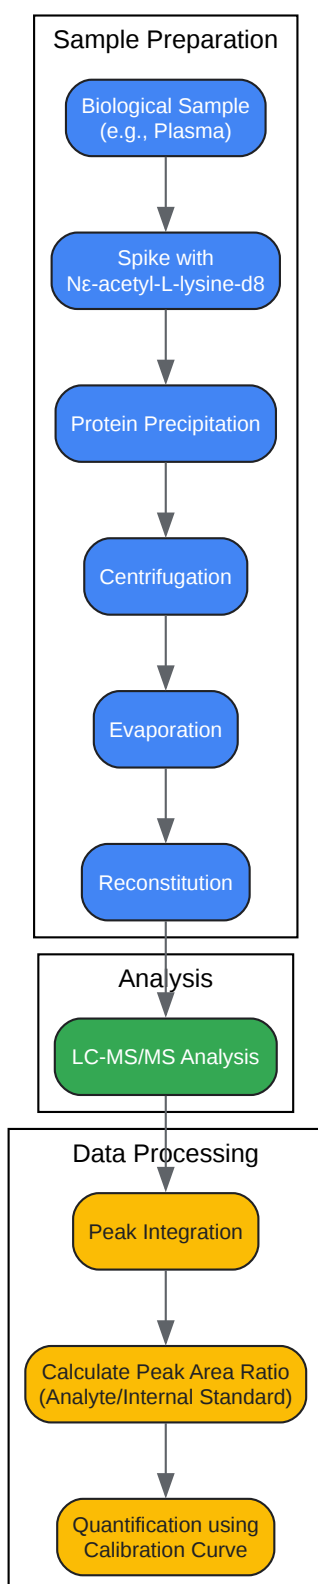 Sample Preparation
Biological Sample
(e.g., Plasma)
Spike with
Nε-acetyl-L-lysine-d8
Protein Precipitation
Centrifugation
Evaporation
Reconstitution
Analysis
LC-MS/MS Analysis
Data Processing
Peak Integration
Calculate Peak Area Ratio
(Analyte/Internal Standard)
Quantification using
Calibration Curve